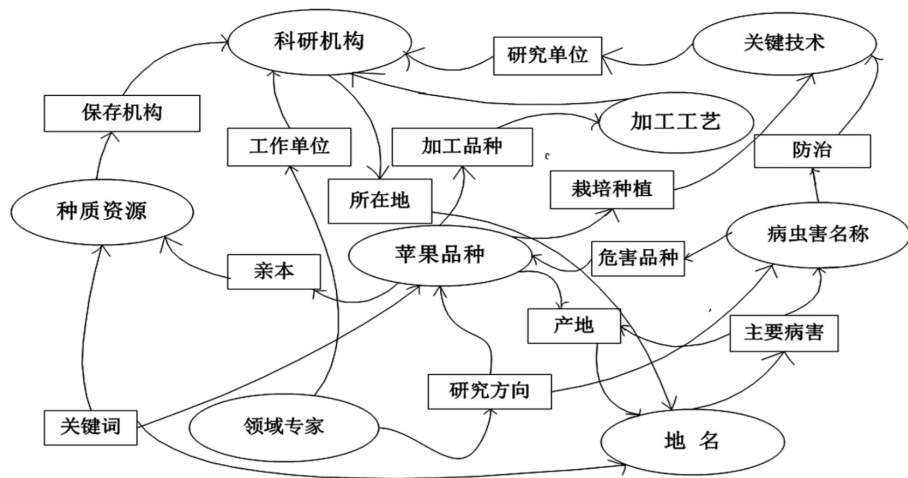 科研机构
研究单位
关键技术
保存机构
工作单位
加工品种
加工工艺
防治
所在地
栽培种植
种质资源
苹果品种
危害品种
病虫害名称
亲本
产地
主要病害
研究方向
关键词
领域专家
地名